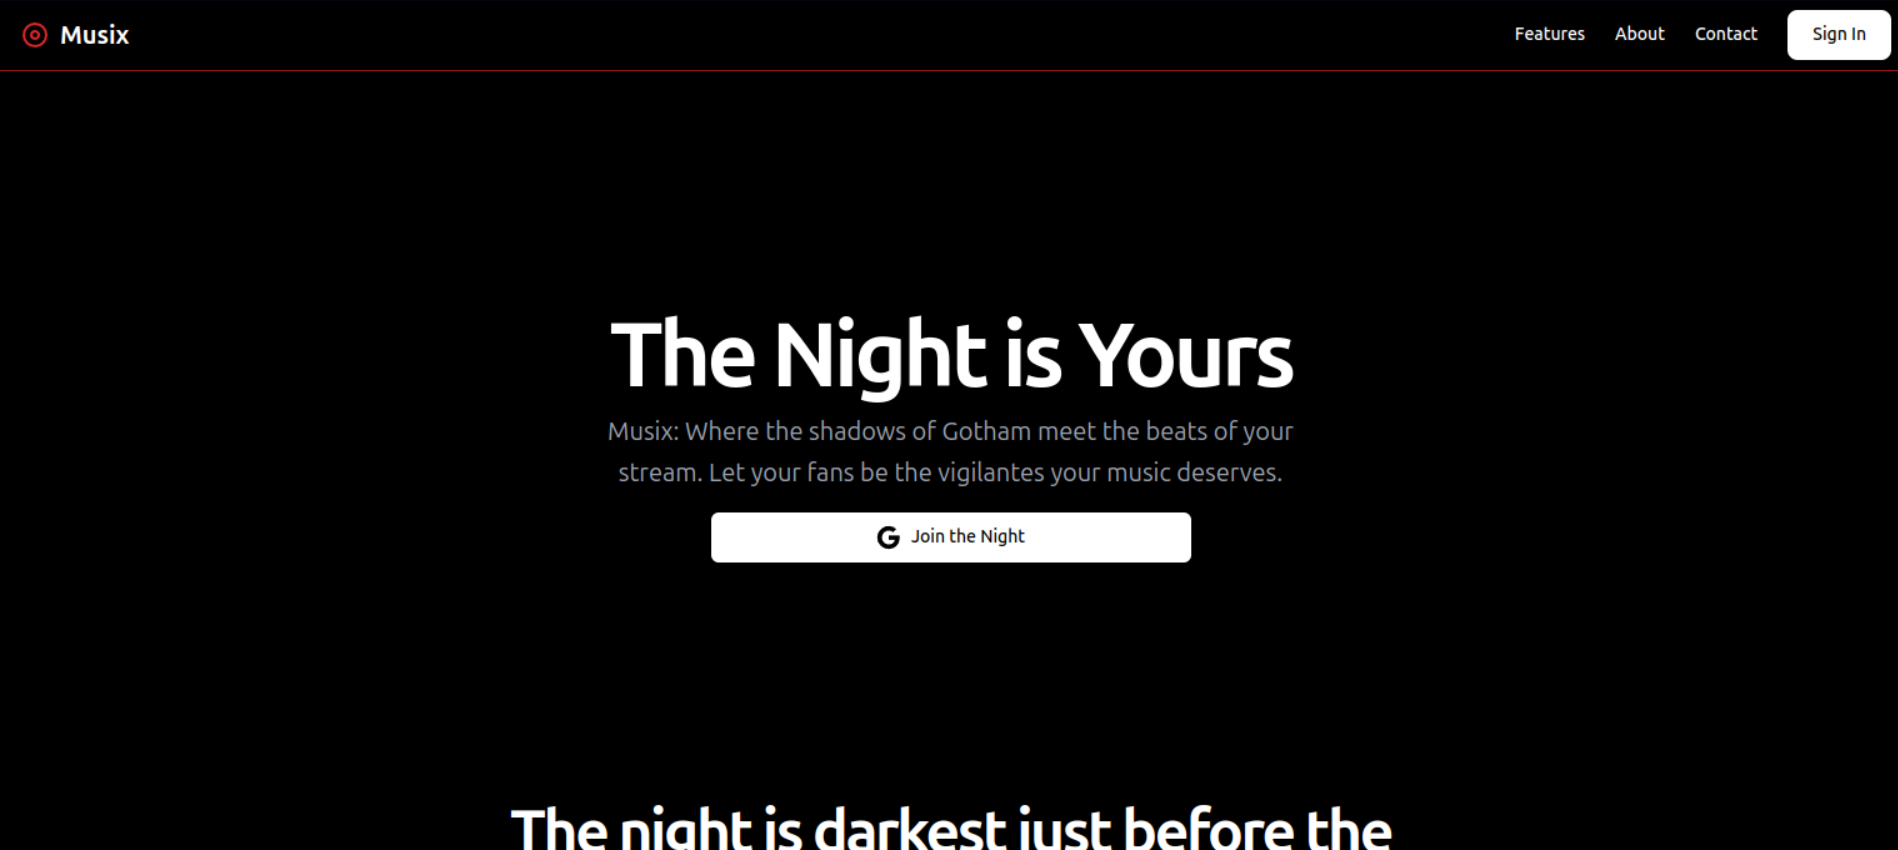 Musix
Features
About
Contact
Sign In
The Night is Yours
Musix: Where the shadows of Gotham meet the beats of your
stream. Let your fans be the vigilantes your music deserves.
Join the Night
The night is darkest just before the